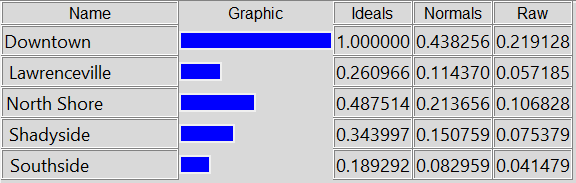 Name Graphic Ideals Normals Raw
Downtown 1.000000 0.438256 0.219128
Lawrenceville 0.260966 0.114370 0.057185
North Shore 0.487514 0.213656 0.106828
Shadyside 0.343997 0.150759 0.075379
Southside 0.189292 0.082959 0.041479